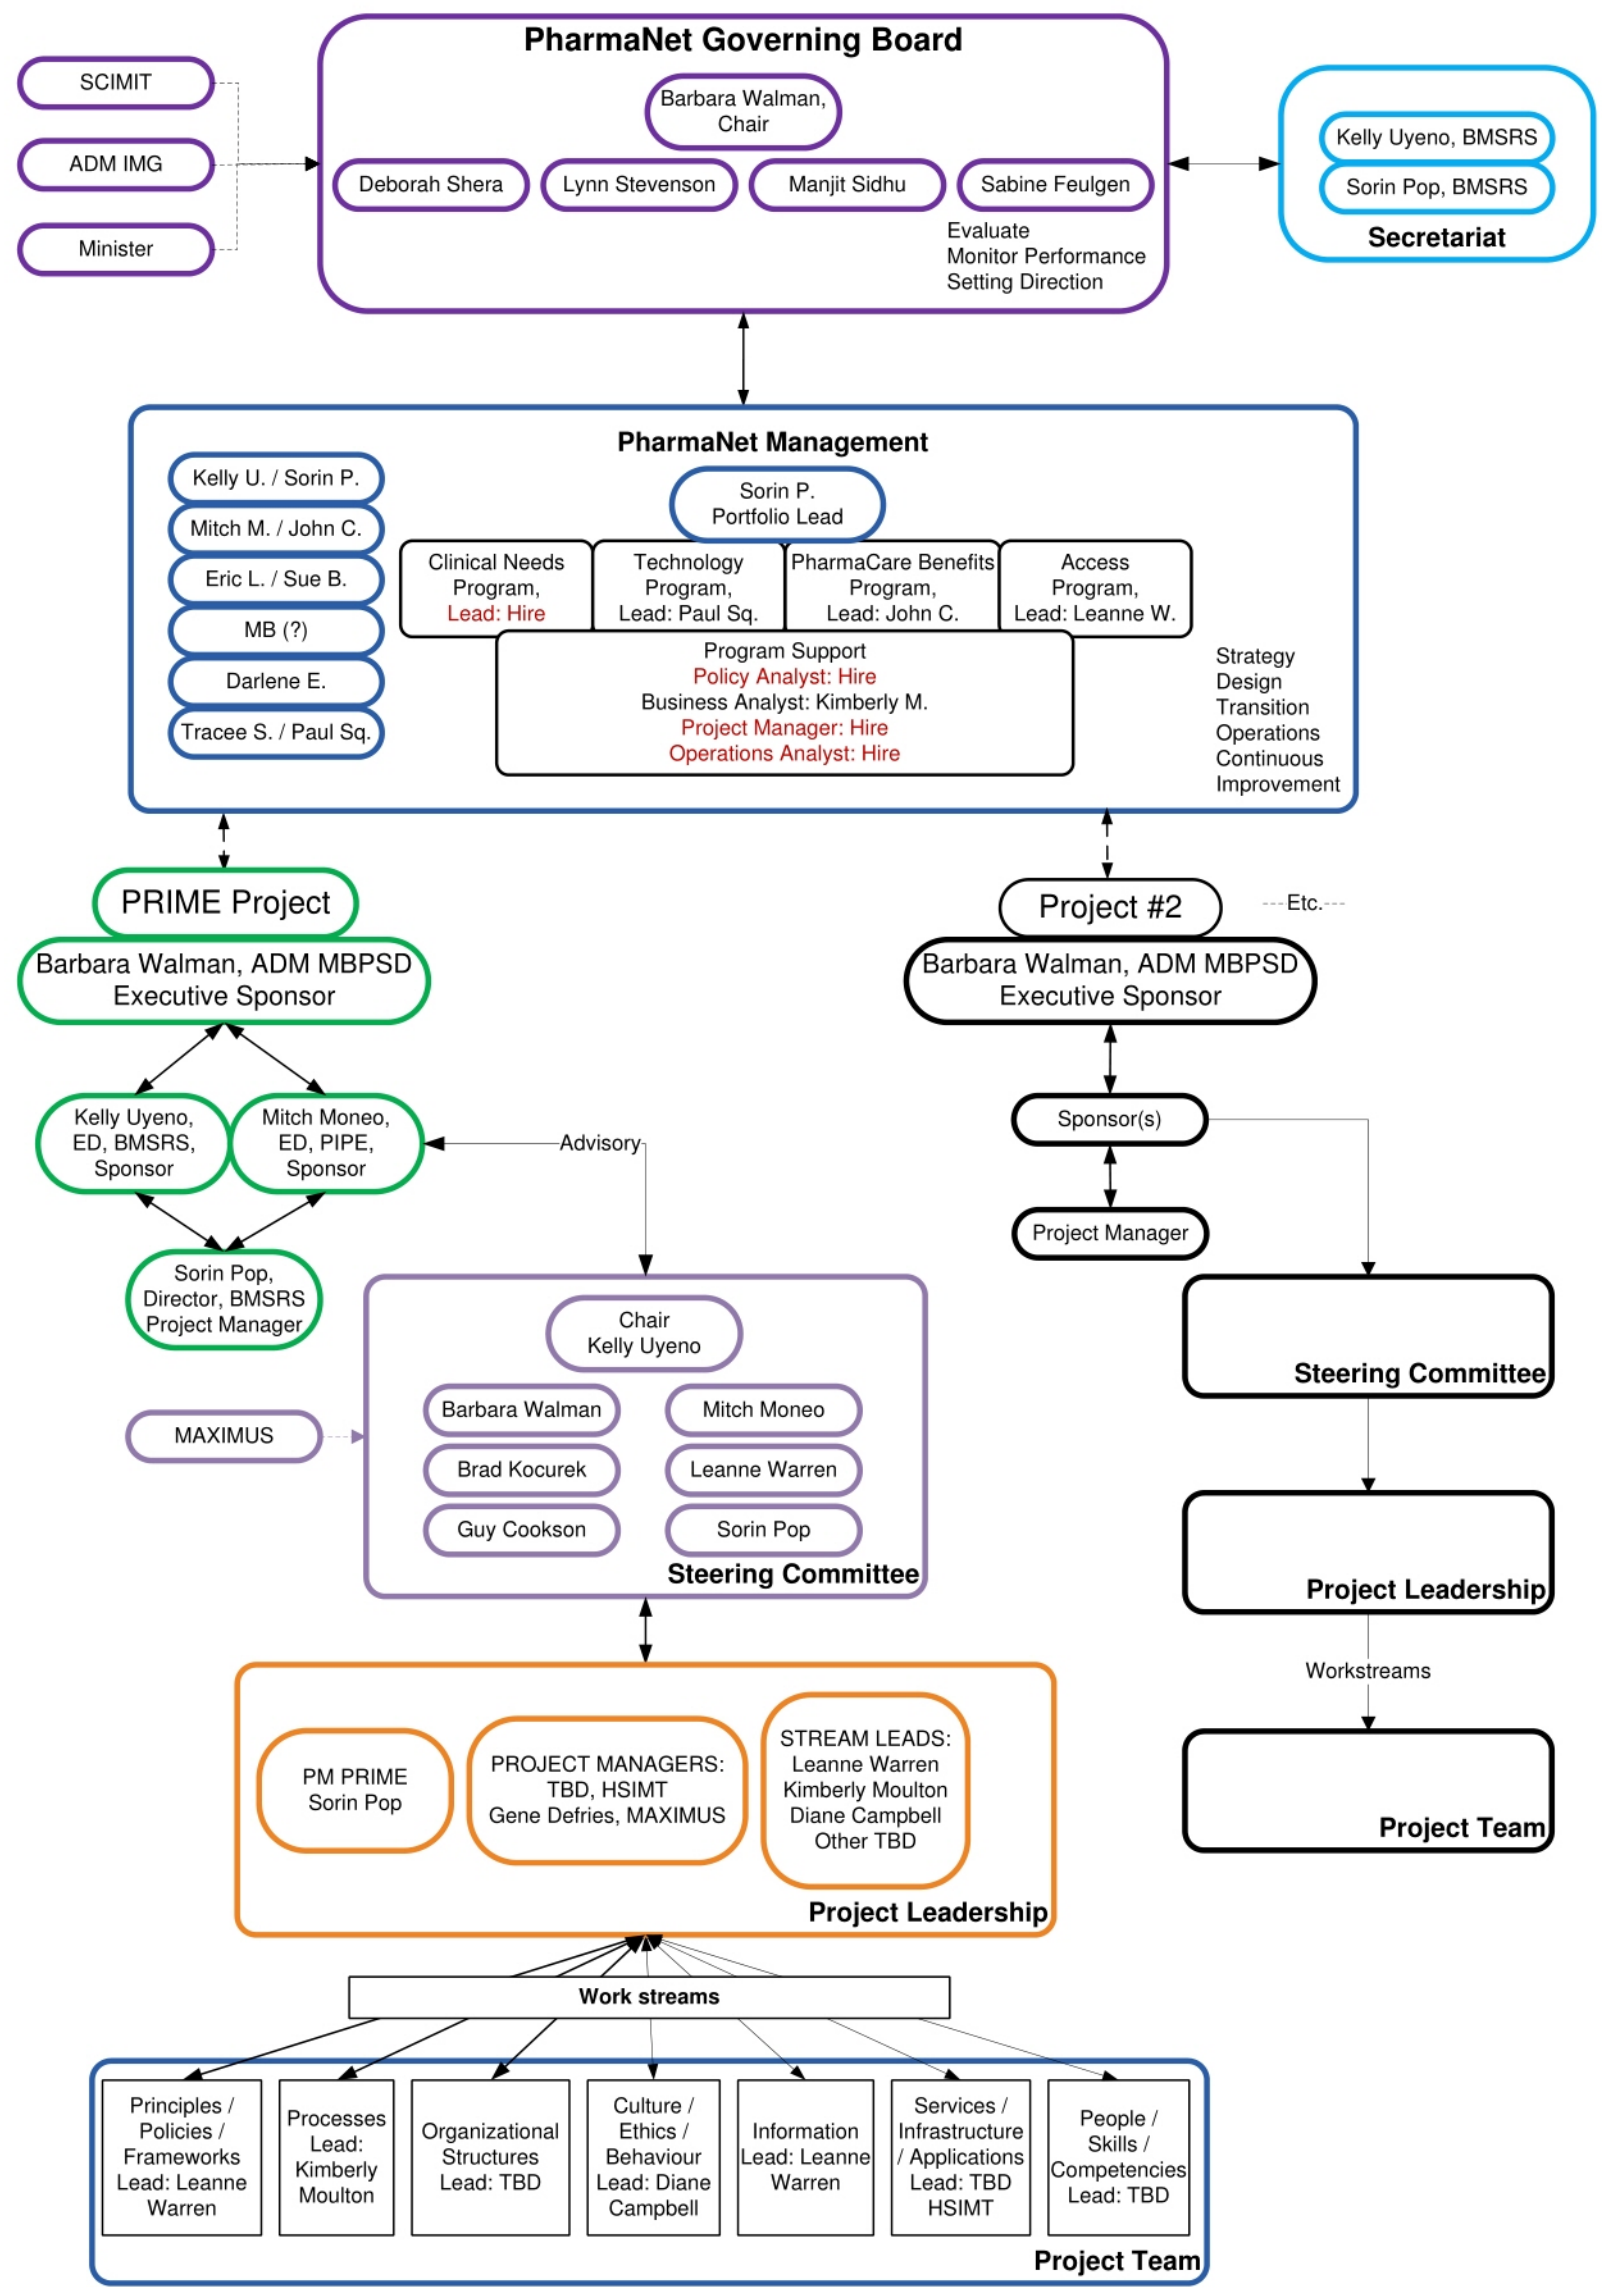 PharmaNet Governing Board
SCIMIT
ADM IMG
Minister
Barbara Walman,
Chair
Deborah Shera
Lynn Stevenson
Manjit Sidhu
Sabine Feulgen
Evaluate
Monitor Performance
Setting Direction
Kelly Uyeno, BMSRS
Sorin Pop, BMSRS
Secretariat
PharmaNet Management
Kelly U. / Sorin P.
Mitch M. / John C.
Eric L. / Sue B.
MB (?)
Darlene E.
Tracee S. / Paul Sq.
Sorin P.
Portfolio Lead
Clinical Needs
Program,
Lead: Hire
Technology
Program,
Lead: Paul Sq.
PharmaCare Benefits
Program,
Lead: John C.
Access
Program,
Lead: Leanne W.
Program Support
Policy Analyst: Hire
Business Analyst: Kimberly M.
Project Manager: Hire
Operations Analyst: Hire
Strategy
Design
Transition
Operations
Continuous
Improvement
PRIME Project
Barbara Walman, ADM MBPSD
Executive Sponsor
Kelly Uyeno,
ED, BMSRS,
Sponsor
Mitch Moneo,
ED, PIPE,
Sponsor
Advisory
Sorin Pop,
Director, BMSRS
Project Manager
Project #2
Etc.
Barbara Walman, ADM MBPSD
Executive Sponsor
Sponsor(s)
Project Manager
Steering Committee
Project Leadership
Workstreams
Project Team
MAXIMUS
Chair
Kelly Uyeno
Barbara Walman
Mitch Moneo
Brad Kocurek
Leanne Warren
Guy Cookson
Sorin Pop
Steering Committee
PM PRIME
Sorin Pop
PROJECT MANAGERS:
TBD, HSIMT
Gene Defries, MAXIMUS
STREAM LEADS:
Leanne Warren
Kimberly Moulton
Diane Campbell
Other TBD
Project Leadership
Work streams
Principles /
Policies /
Frameworks
Lead: Leanne
Warren
Processes
Lead:
Kimberly
Moulton
Organizational
Structures
Lead: TBD
Culture /
Ethics /
Behaviour
Lead: Diane
Campbell
Information
Lead: Leanne
Warren
Services /
Infrastructure
/ Applications
Lead: TBD
HSIMT
People /
Skills /
Competencies
Lead: TBD
Project Team